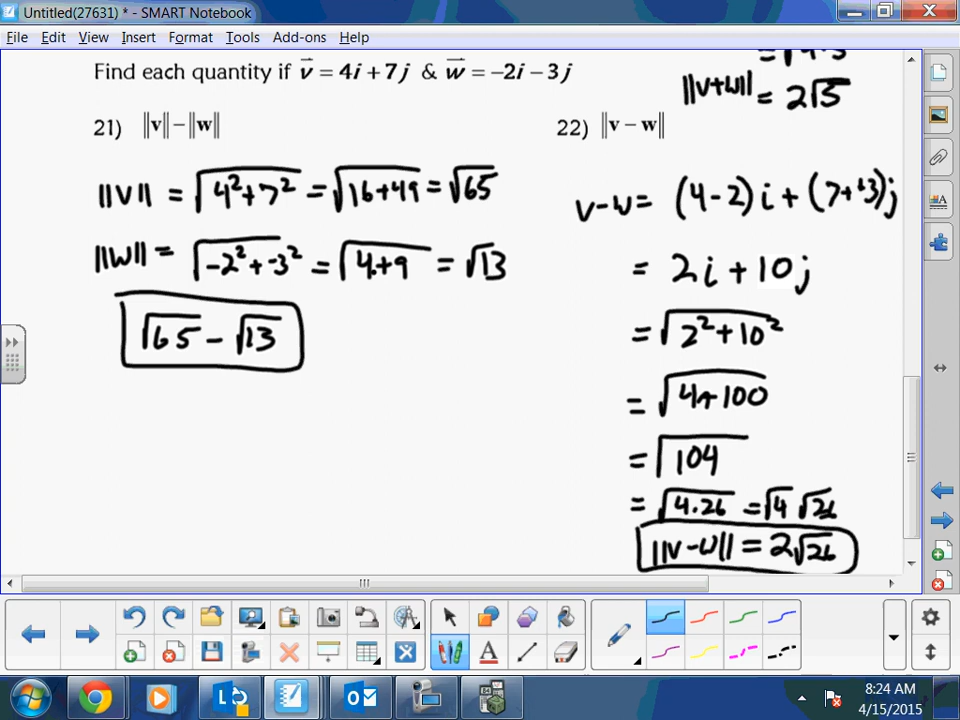 Untitled(27631) * - SMART Notebook
File Edit View Insert Format Tools Add-ons Help
Find each quantity if v = 4i + 7j & w = -2i - 3j
||v+w|| = 2√5
21) ||v|| - ||w||
||v|| = √4²+7² = √16+49 = √65
||w|| = √-2²+-3² = √4+9 = √13
√65 - √13
22) ||v - w||
v-w= (4-2)i + (7++3)j
= 2i + 10j
= √2²+10²
= √4+100
= √104
= √4·26 = √4 √26
||v-w|| = 2√26
8:24 AM
4/15/2015